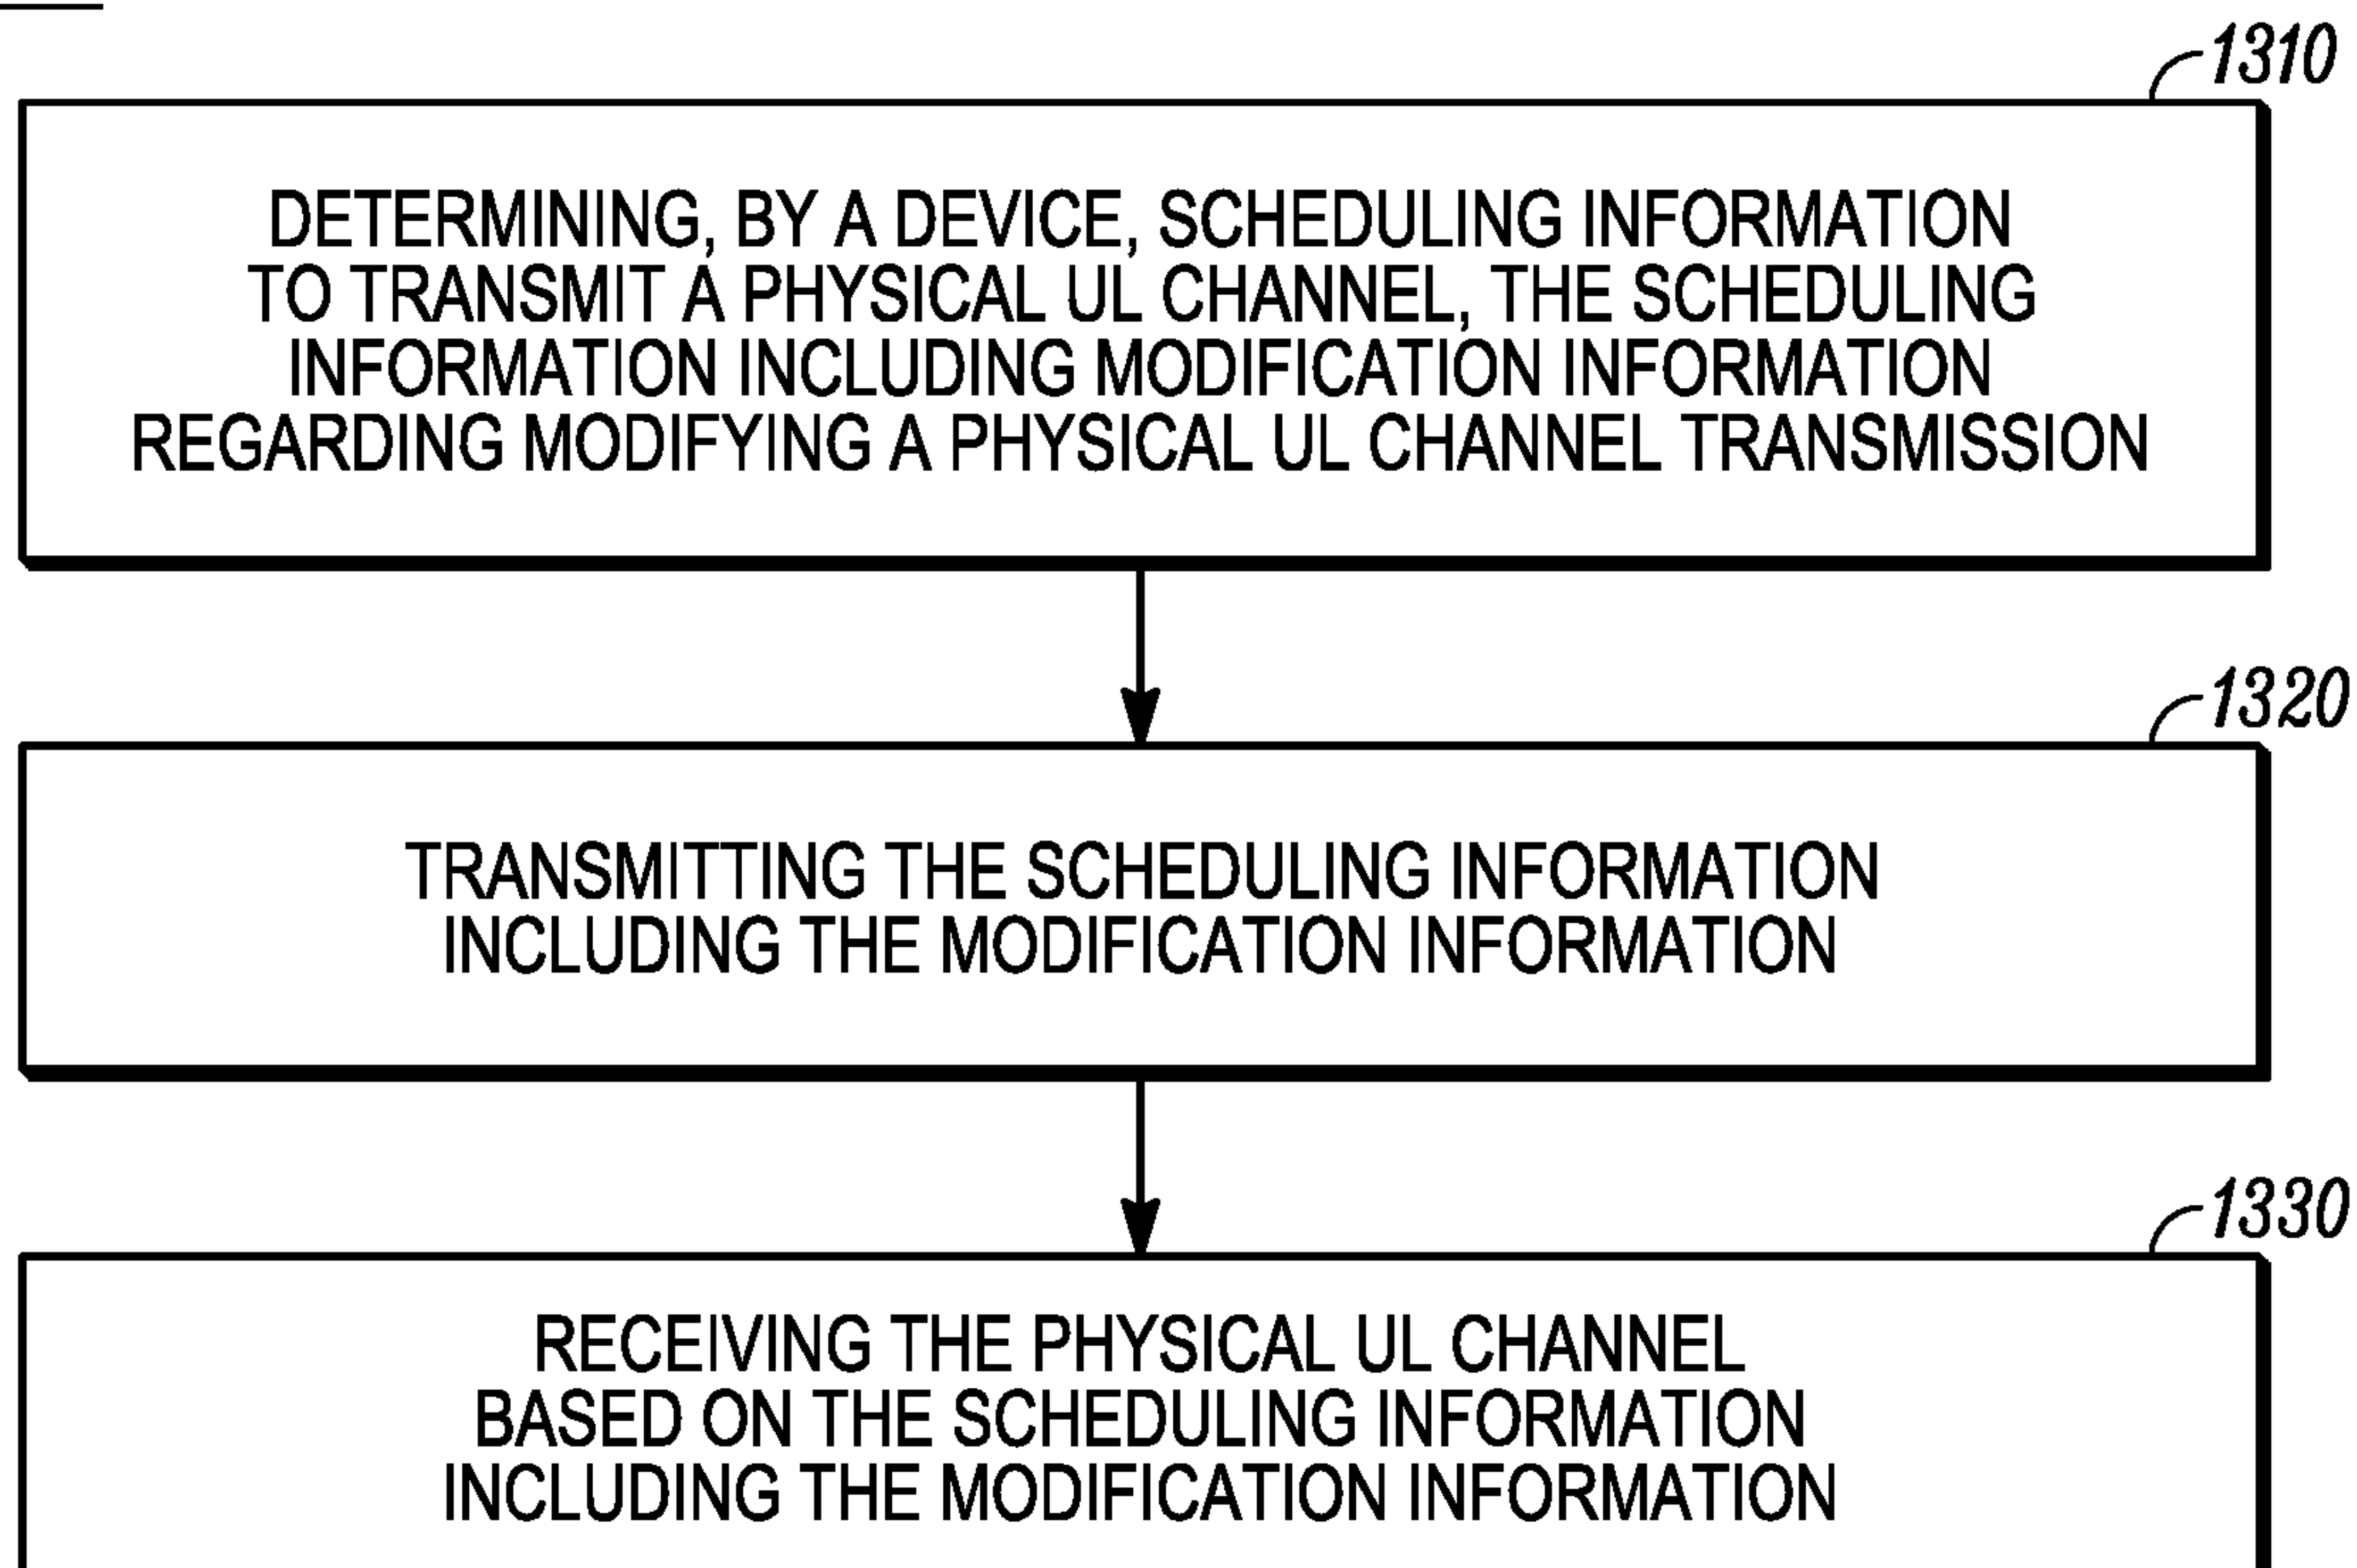 1310
DETERMINING, BY A DEVICE, SCHEDULING INFORMATION
TO TRANSMIT A PHYSICAL UL CHANNEL, THE SCHEDULING
INFORMATION INCLUDING MODIFICATION INFORMATION
REGARDING MODIFYING A PHYSICAL UL CHANNEL TRANSMISSION
1320
TRANSMITTING THE SCHEDULING INFORMATION
INCLUDING THE MODIFICATION INFORMATION
1330
RECEIVING THE PHYSICAL UL CHANNEL
BASED ON THE SCHEDULING INFORMATION
INCLUDING THE MODIFICATION INFORMATION